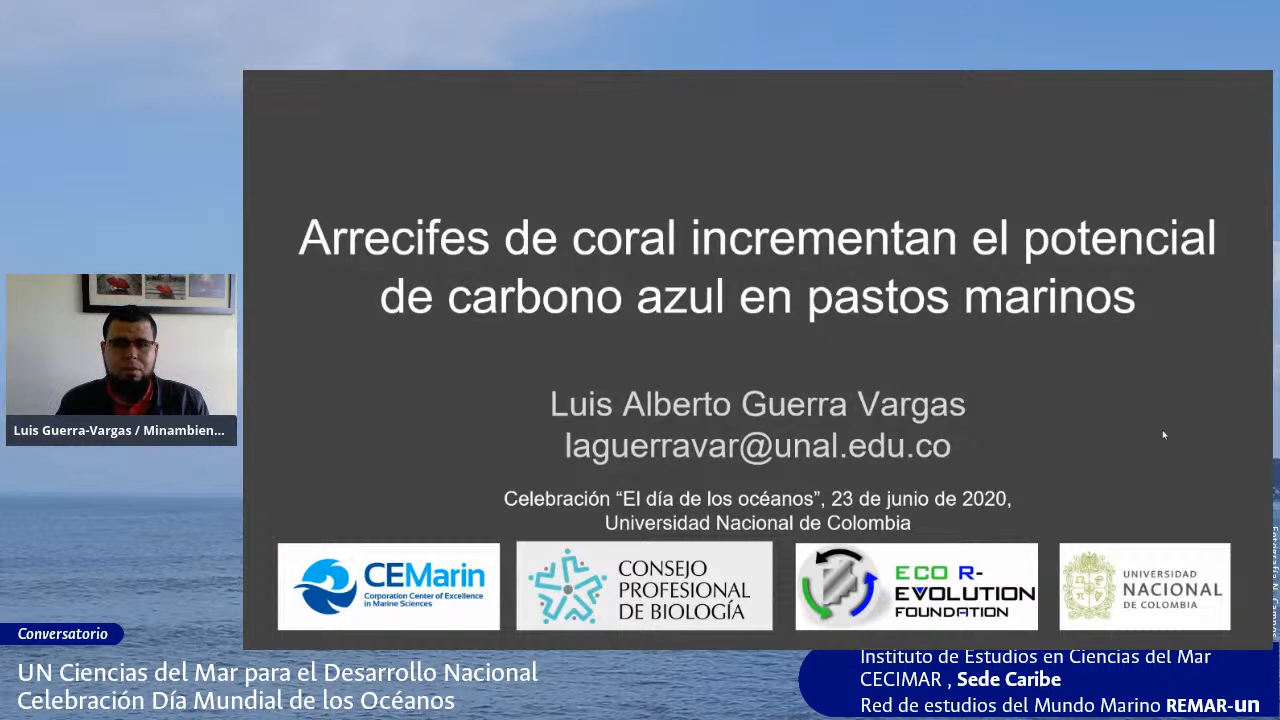 Arrecifes de coral incrementan el potencial
de carbono azul en pastos marinos
Luis Guerra-Vargas / Minambien...
Luis Alberto Guerra Vargas
laguerravar@unal.edu.co
Celebración “El día de los océanos”, 23 de junio de 2020,
Universidad Nacional de Colombia
CEMarin
Corporation Center of Excellence
in Marine Sciences
CONSEJO
PROFESIONAL
DE BIOLOGÍA
ECO R-
EVOLUTION
FOUNDATION
UNIVERSIDAD
NACIONAL
DE COLOMBIA
Conversatorio
UN Ciencias del Mar para el Desarrollo Nacional
Celebración Día Mundial de los Océanos
Instituto de Estudios en Ciencias del Mar
CECIMAR , Sede Caribe
Red de estudios del Mundo Marino REMAR-un